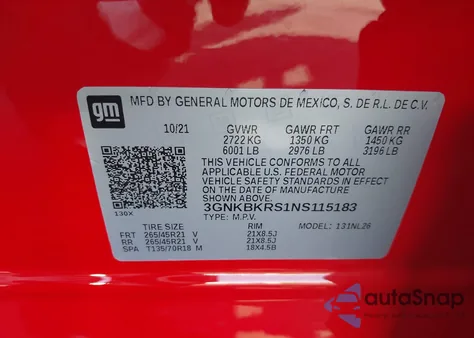 gm
MFD BY GENERAL MOTORS DE MEXICO, S. DE R.L. DE C.V.
10/21 GVWR GAWR FRT GAWR RR
2722 KG 1350 KG 1450 KG
6001 LB 2976 LB 3196 LB
THIS VEHICLE CONFORMS TO ALL
APPLICABLE U.S. FEDERAL MOTOR
VEHICLE SAFETY STANDARDS IN EFFECT
ON THE DATE OF MANUFACTURE
SHOWN ABOVE.
3GNKBKRS1NS115183
130X TYPE: M.P.V. MODEL: 131NL26
TIRE SIZE RIM
FRT 265/45R21 V 21X8.5J
RR 265/45R21 V 21X8.5J
SPA T135/70R18 M 18X4.5B
autoSnap